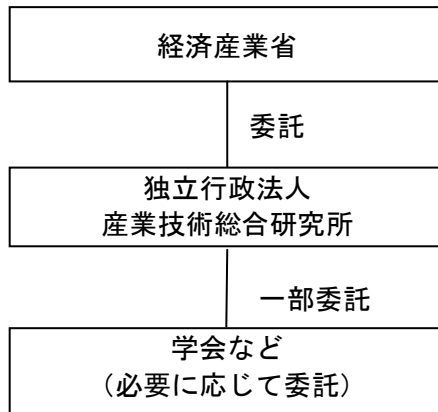 経済産業省
委託
独立行政法人
産業技術総合研究所
一部委託
学会など
（必要に応じて委託）